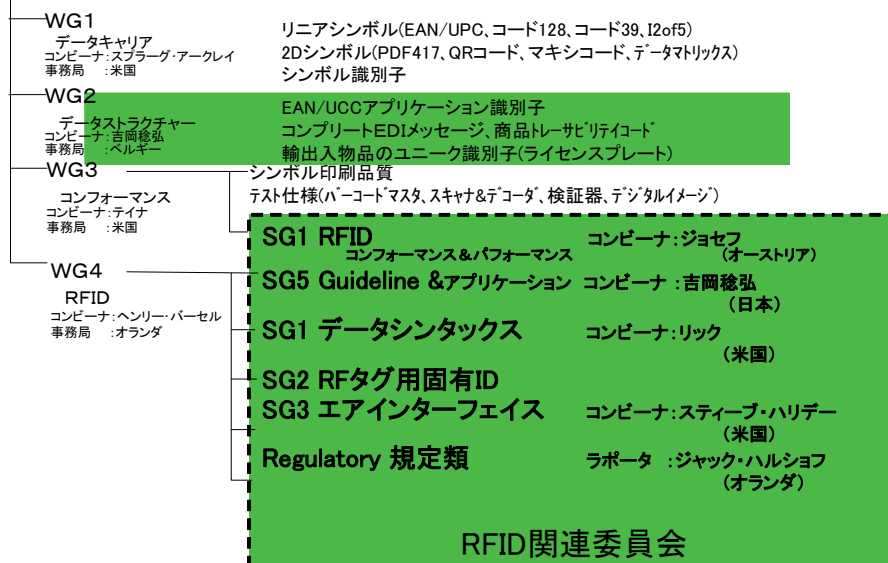 WG1
データキャリア
コンビーナ:スプラーグ・アークレイ
事務局 :米国
リニアシンボル(EAN/UPC、コード128、コード39、I2of5)
2Dシンボル(PDF417、QRコード、マキシコード、データマトリックス)
シンボル識別子
WG2
データストラクチャー
コンビーナ:吉岡稔弘
事務局 :ベルギー
EAN/UCCアプリケーション識別子
コンプリートEDIメッセージ、商品トレーサビリテイコード
輸出入物品のユニーク識別子(ライセンスプレート)
WG3
コンフォーマンス
コンビーナ:テイナ
事務局 :米国
シンボル印刷品質
テスト仕様(バーコードマスタ、スキャナ&デコーダ、検証器、デジタルイメージ)
SG1 RFID コンビーナ:ジョセフ
コンフォーマンス&パフォーマンス (オーストリア)
WG4
RFID
コンビーナ:ヘンリー・バーセル
事務局 :オランダ
SG5 Guideline &アプリケーション コンビーナ :吉岡稔弘
(日本)
SG1 データシンタックス コンビーナ:リック
(米国)
SG2 RFタグ用固有ID
SG3 エアインターフェイス コンビーナ:スティーブ・ハリデー
(米国)
Regulatory 規定類 ラポータ :ジャック・ハルショフ
(オランダ)
RFID関連委員会